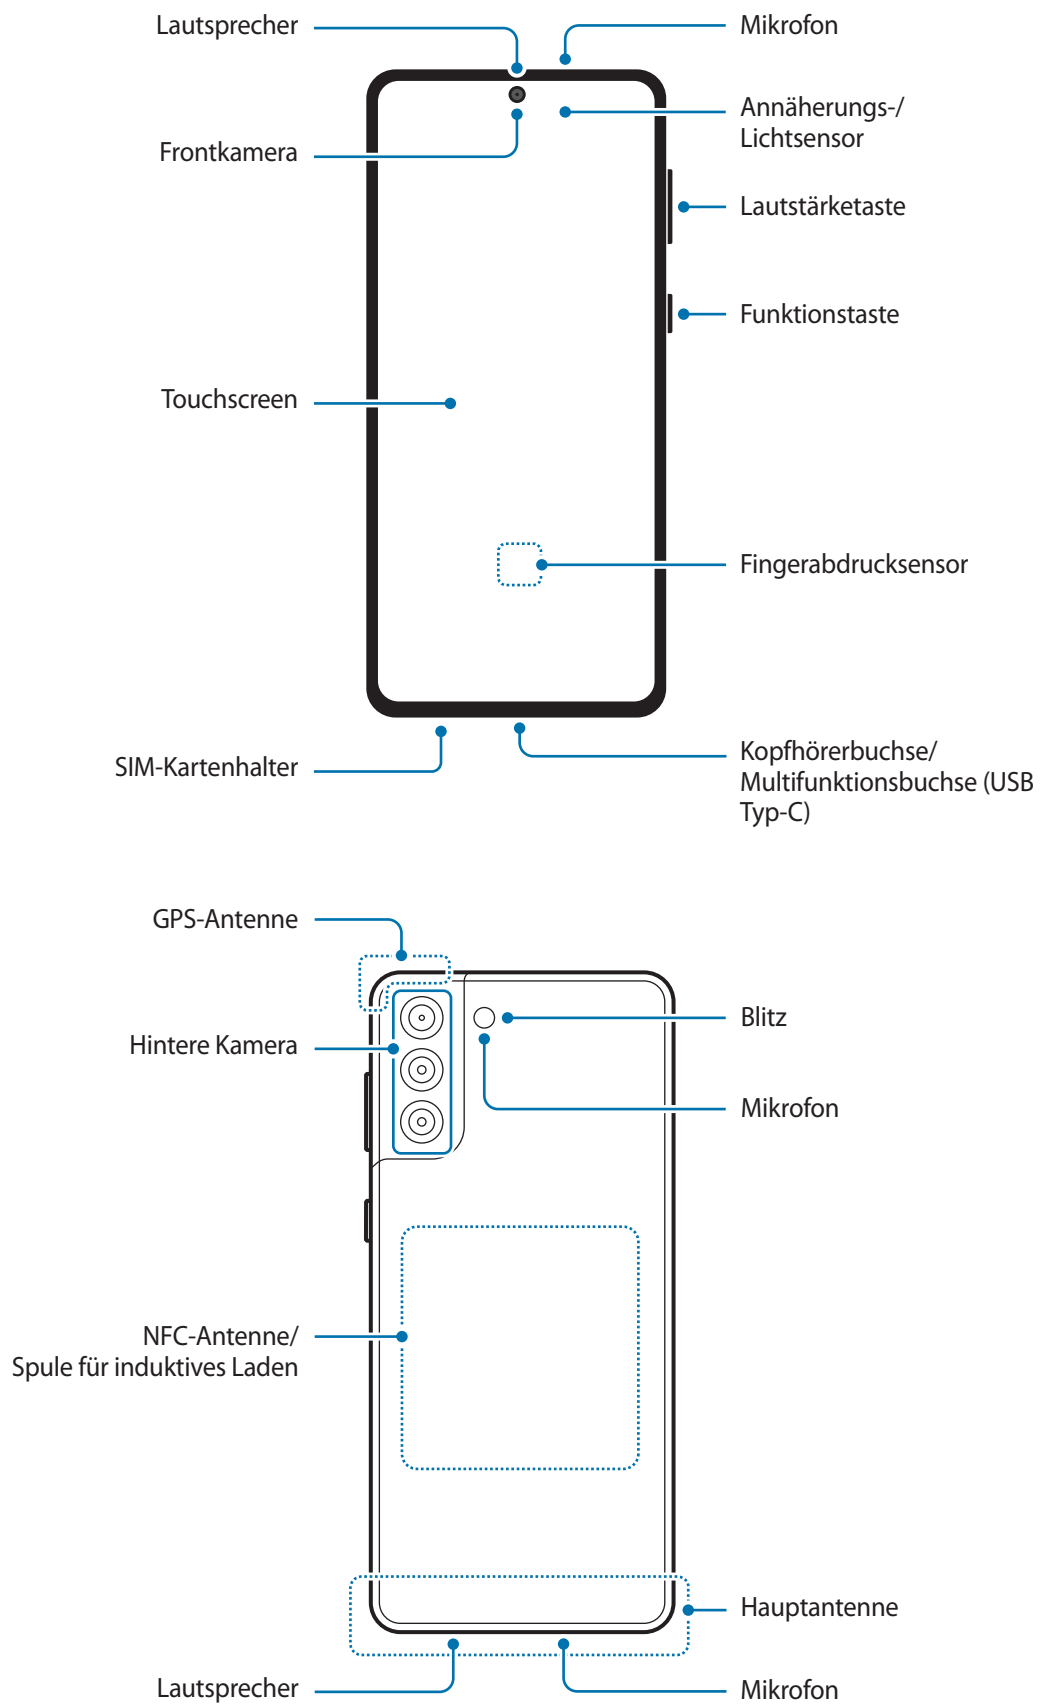 Lautsprecher
Mikrofon
Annäherungs-/
Lichtsensor
Frontkamera
Lautstärketaste
Funktionstaste
Touchscreen
Fingerabdrucksensor
SIM-Kartenhalter
Kopfhörerbuchse/
Multifunktionsbuchse (USB
Typ-C)
GPS-Antenne
Blitz
Hintere Kamera
Mikrofon
NFC-Antenne/
Spule für induktives Laden
Hauptantenne
Lautsprecher
Mikrofon